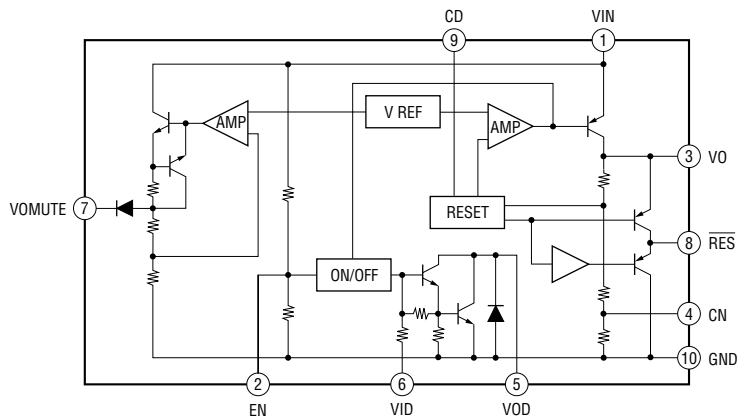 CD
VIN
9
1
AMP
V REF
AMP
3 VO
VOMUTE 7
RESET
8 RES
ON/OFF
4 CN
10 GND
2
6
5
EN
VID
VOD